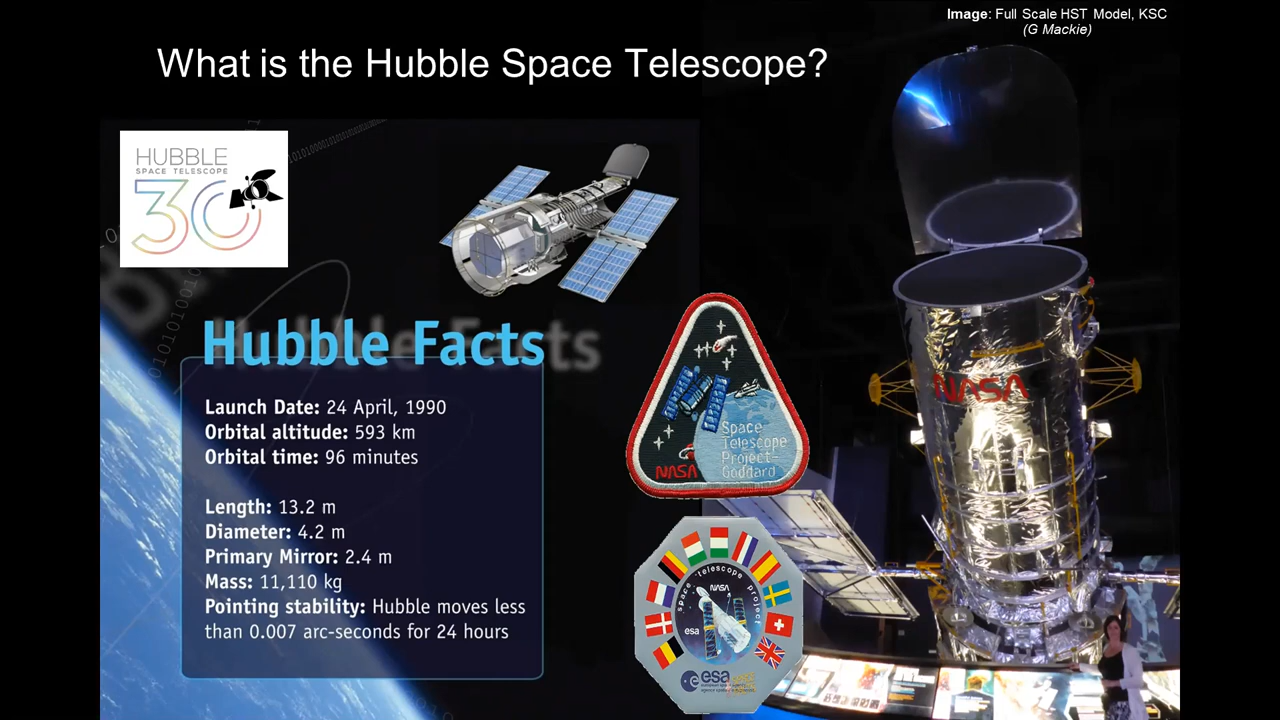 Image: Full Scale HST Model, KSC
(G Mackie)
What is the Hubble Space Telescope?
HUBBLE
SPACE TELESCOPE
30
Hubble Facts
Launch Date: 24 April, 1990
Orbital altitude: 593 km
Orbital time: 96 minutes
Length: 13.2 m
Diameter: 4.2 m
Primary Mirror: 2.4 m
Mass: 11,110 kg
Pointing stability: Hubble moves less
than 0.007 arc-seconds for 24 hours
Space
Telescope
Project-
Goddard
NASA
space telescope project
NASA
esa
esa
NASA